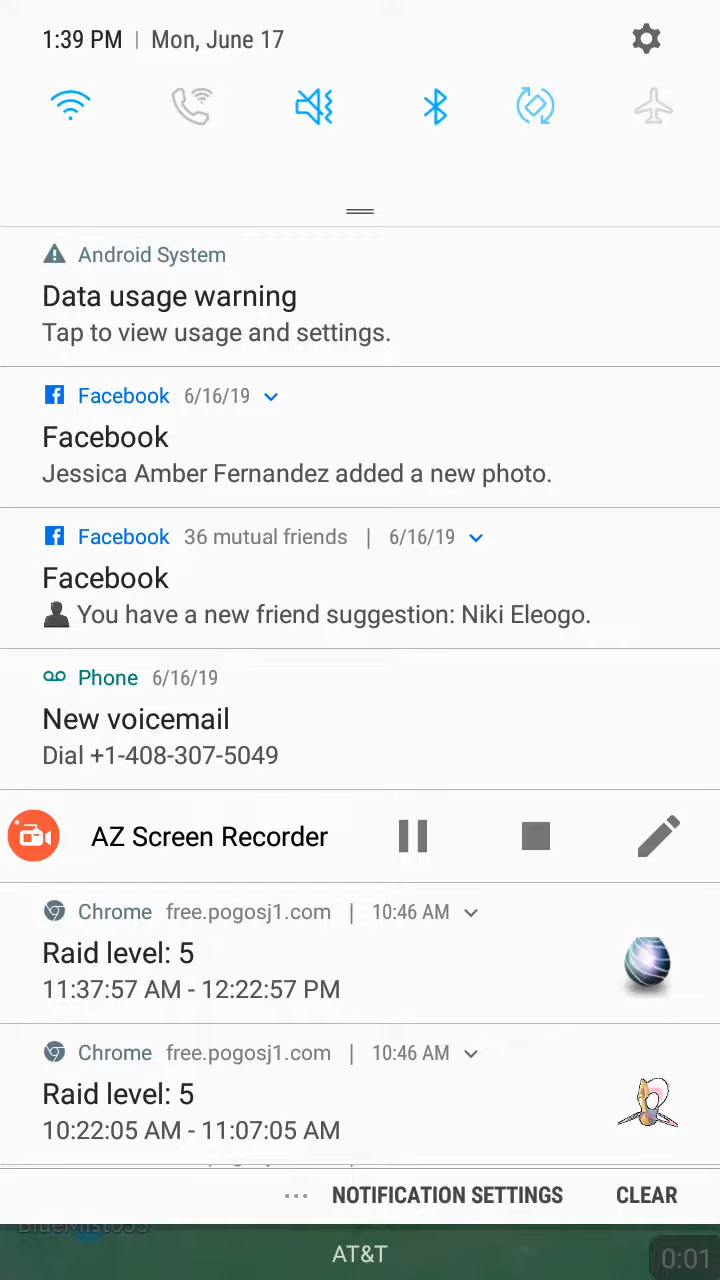 1:39 PM | Mon, June 17
Android System
Data usage warning
Tap to view usage and settings.
Facebook 6/16/19
Facebook
Jessica Amber Fernandez added a new photo.
Facebook 36 mutual friends | 6/16/19
Facebook
You have a new friend suggestion: Niki Eleogo.
Phone 6/16/19
New voicemail
Dial +1-408-307-5049
AZ Screen Recorder
Chrome free.pogosj1.com | 10:46 AM
Raid level: 5
11:37:57 AM - 12:22:57 PM
Chrome free.pogosj1.com | 10:46 AM
Raid level: 5
10:22:05 AM - 11:07:05 AM
NOTIFICATION SETTINGS CLEAR
AT&T
0:01